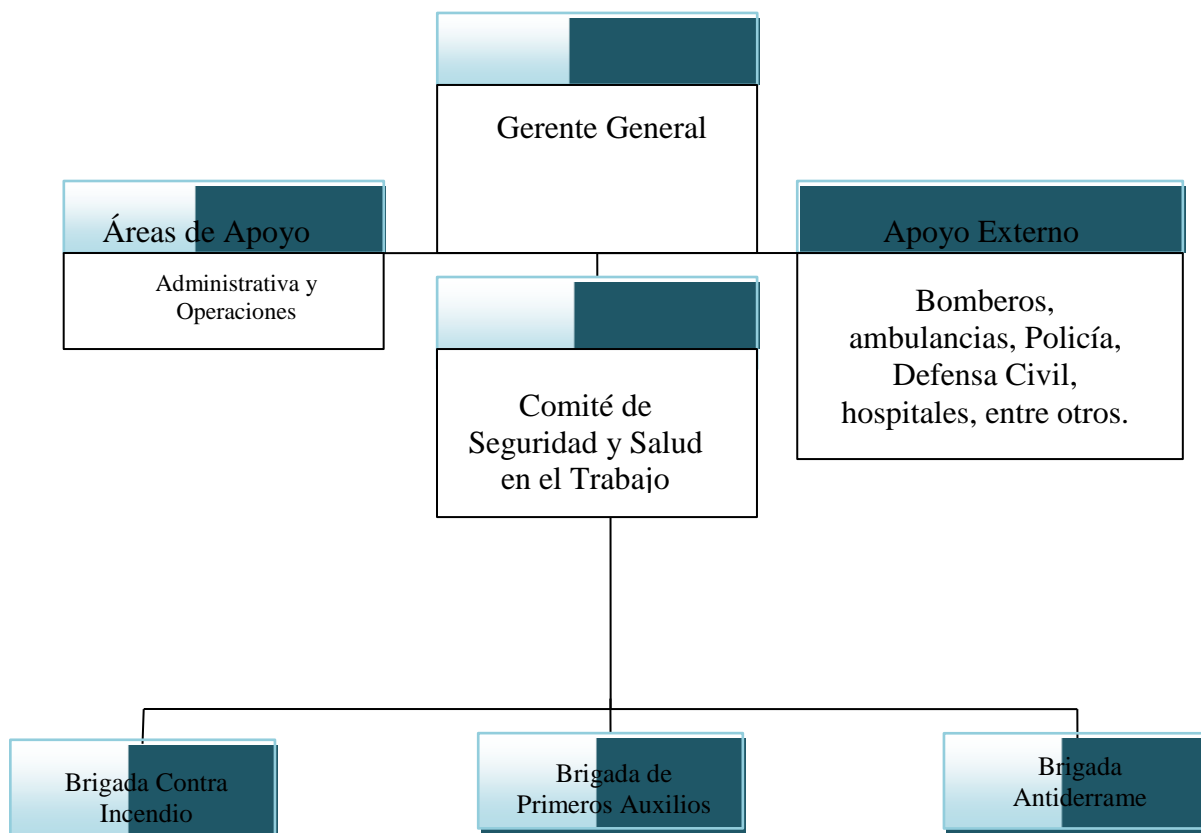 Gerente General
Áreas de Apoyo
Administrativa y
Operaciones
Apoyo Externo
Bomberos,
ambulancias, Policía,
Defensa Civil,
hospitales, entre otros.
Comité de
Seguridad y Salud
en el Trabajo
Brigada Contra
Incendio
Brigada de
Primeros Auxilios
Brigada
Antiderrame